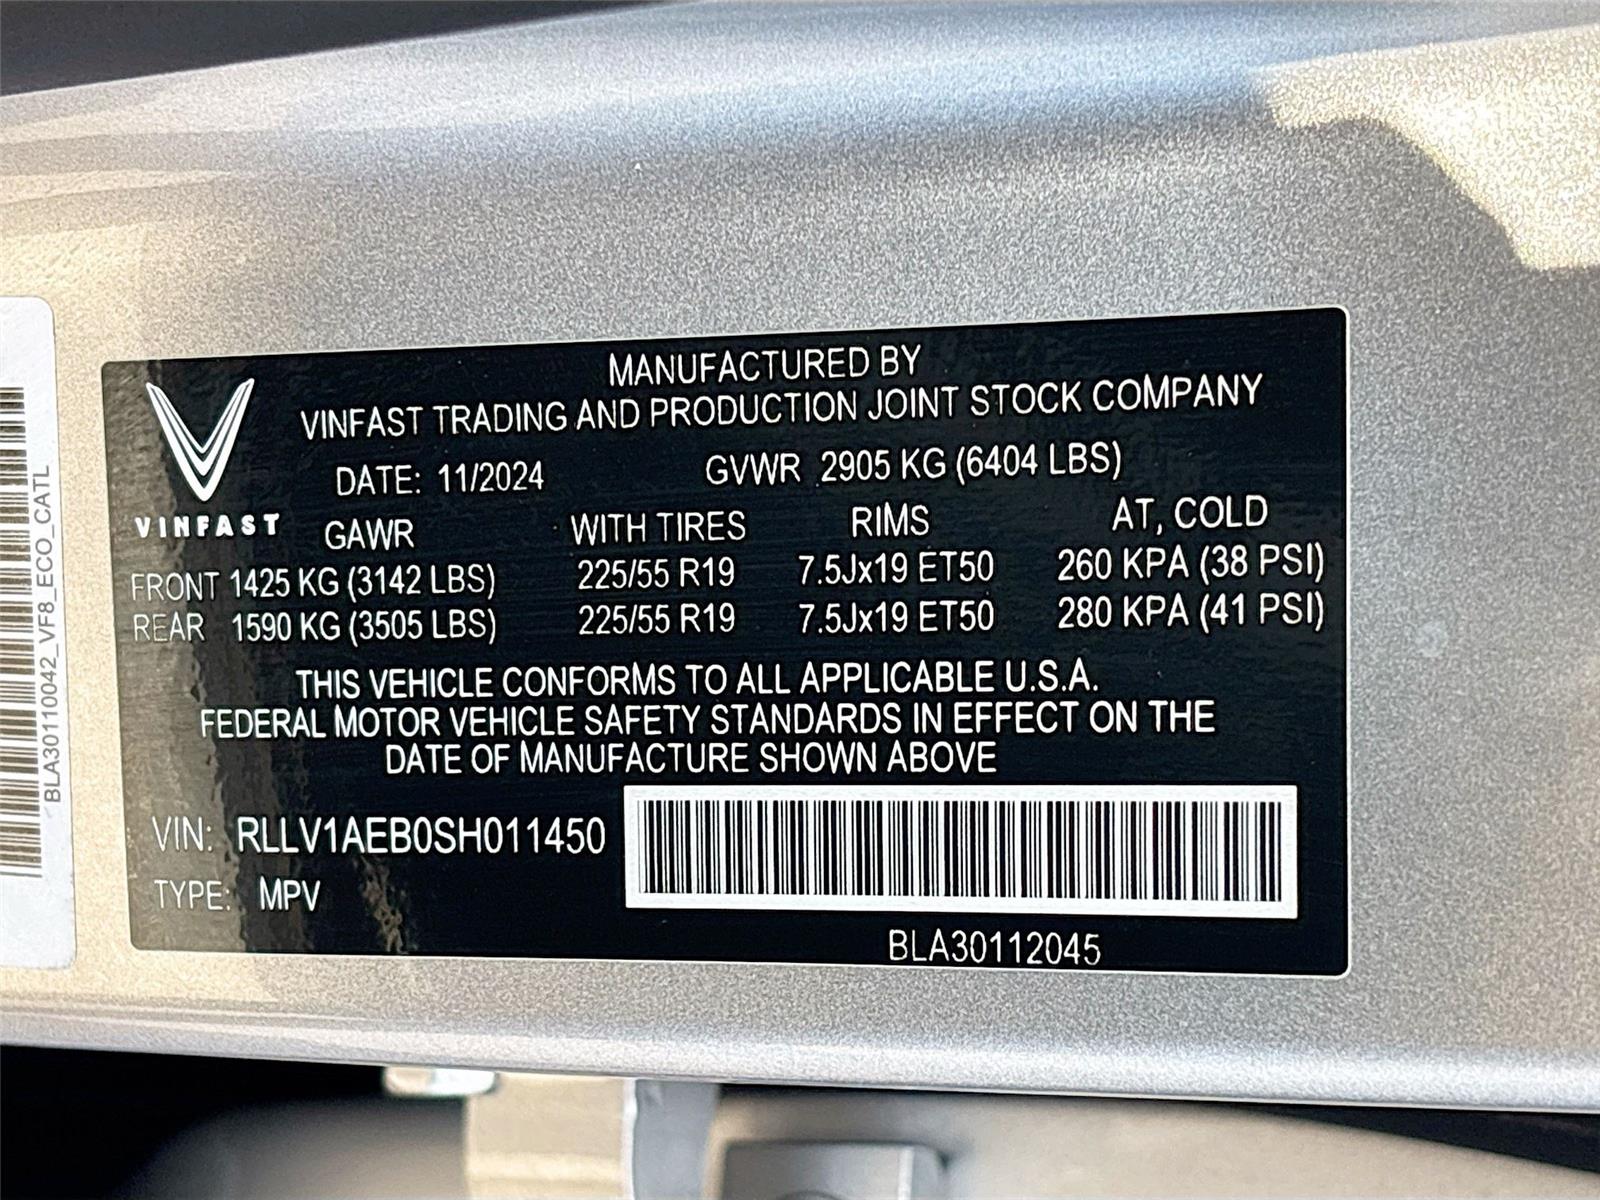 MANUFACTURED BY
VINFAST TRADING AND PRODUCTION JOINT STOCK COMPANY
DATE: 11/2024 GVWR 2905 KG (6404 LBS)
VINFAST
GAWR WITH TIRES RIMS AT, COLD
FRONT 1425 KG (3142 LBS) 225/55 R19 7.5Jx19 ET50 260 KPA (38 PSI)
REAR 1590 KG (3505 LBS) 225/55 R19 7.5Jx19 ET50 280 KPA (41 PSI)
THIS VEHICLE CONFORMS TO ALL APPLICABLE U.S.A.
FEDERAL MOTOR VEHICLE SAFETY STANDARDS IN EFFECT ON THE
DATE OF MANUFACTURE SHOWN ABOVE
VIN: RLLV1AEB0SH011450
TYPE: MPV
BLA30112045
BLA30110042_VF8_ECO_CATL